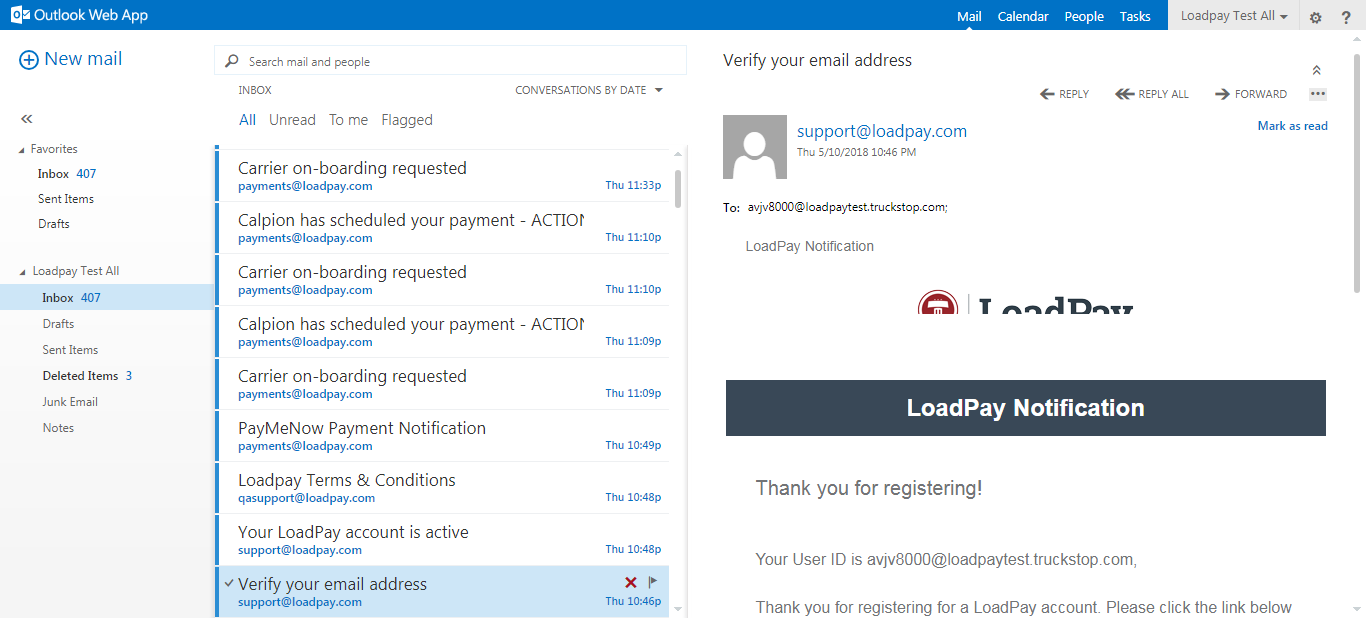 Outlook Web App
Mail Calendar People Tasks Loadpay Test All ?
New mail
Search mail and people
INBOX CONVERSATIONS BY DATE
All Unread To me Flagged
Favorites
Inbox 407
Sent Items
Drafts
Loadpay Test All
Inbox 407
Drafts
Sent Items
Deleted Items 3
Junk Email
Notes
Carrier on-boarding requested
payments@loadpay.com Thu 11:33p
Calpion has scheduled your payment - ACTION
payments@loadpay.com Thu 11:10p
Carrier on-boarding requested
payments@loadpay.com Thu 11:10p
Calpion has scheduled your payment - ACTION
payments@loadpay.com Thu 11:09p
Carrier on-boarding requested
payments@loadpay.com Thu 11:09p
PayMeNow Payment Notification
payments@loadpay.com Thu 10:49p
Loadpay Terms & Conditions
qasupport@loadpay.com Thu 10:48p
Your LoadPay account is active
support@loadpay.com Thu 10:48p
Verify your email address
support@loadpay.com Thu 10:46p
Verify your email address
REPLY REPLY ALL FORWARD
Mark as read
support@loadpay.com
Thu 5/10/2018 10:46 PM
To: avjv8000@loadpaytest.truckstop.com;
LoadPay Notification
LoadPay
LoadPay Notification
Thank you for registering!
Your User ID is avjv8000@loadpaytest.truckstop.com,
Thank you for registering for a LoadPay account. Please click the link below